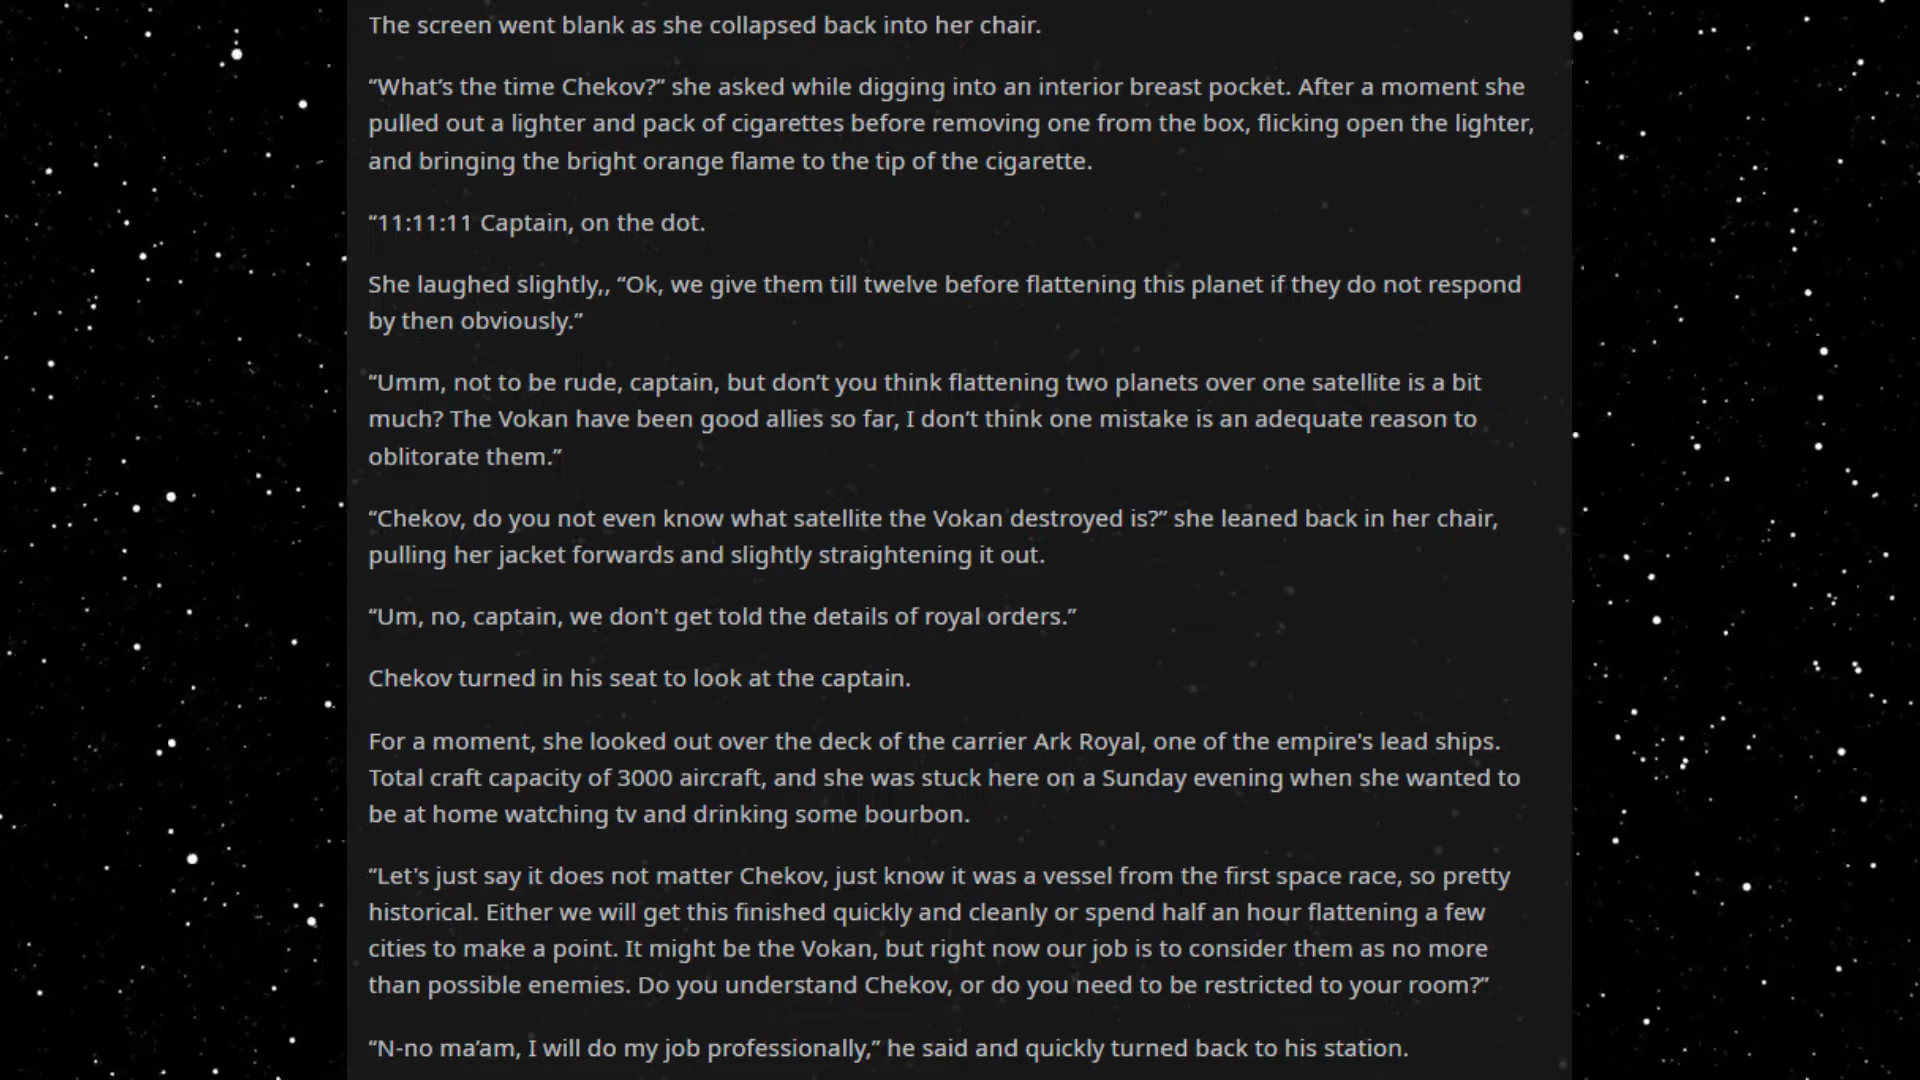 The screen went blank as she collapsed back into her chair.
“What’s the time Chekov?” she asked while digging into an interior breast pocket. After a moment she
pulled out a lighter and pack of cigarettes before removing one from the box, flicking open the lighter,
and bringing the bright orange flame to the tip of the cigarette.
“11:11:11 Captain, on the dot.
She laughed slightly,, “Ok, we give them till twelve before flattening this planet if they do not respond
by then obviously.”
“Umm, not to be rude, captain, but don’t you think flattening two planets over one satellite is a bit
much? The Vokan have been good allies so far, I don’t think one mistake is an adequate reason to
oblitorate them.”
“Chekov, do you not even know what satellite the Vokan destroyed is?” she leaned back in her chair,
pulling her jacket forwards and slightly straightening it out.
“Um, no, captain, we don't get told the details of royal orders.”
Chekov turned in his seat to look at the captain.
For a moment, she looked out over the deck of the carrier Ark Royal, one of the empire's lead ships.
Total craft capacity of 3000 aircraft, and she was stuck here on a Sunday evening when she wanted to
be at home watching tv and drinking some bourbon.
“Let's just say it does not matter Chekov, just know it was a vessel from the first space race, so pretty
historical. Either we will get this finished quickly and cleanly or spend half an hour flattening a few
cities to make a point. It might be the Vokan, but right now our job is to consider them as no more
than possible enemies. Do you understand Chekov, or do you need to be restricted to your room?”
“N-no ma’am, I will do my job professionally,” he said and quickly turned back to his station.